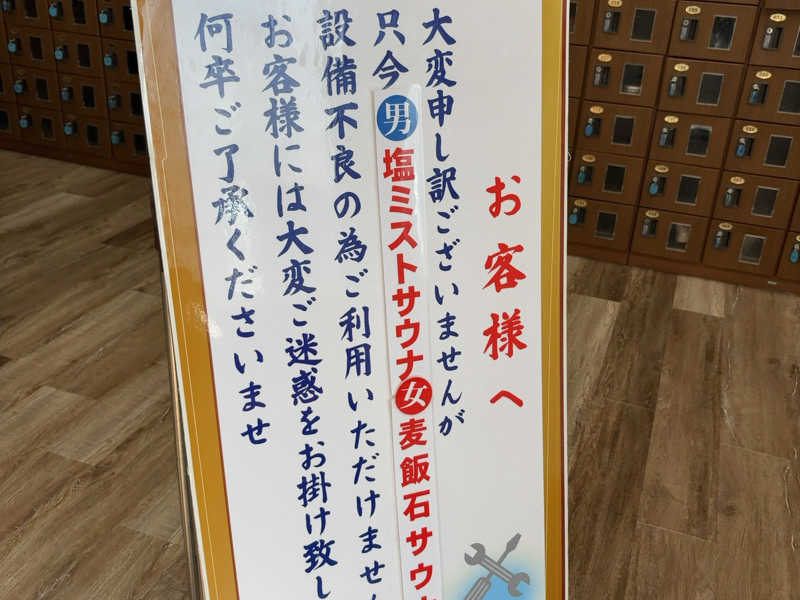 お客様へ
大変申し訳ございませんが
只今男塩ミストサウナ女麦飯石サウ
設備不良の為ご利用いただけませ
お客様には大変ご迷惑をお掛け致し
何卒ご了承くださいませ